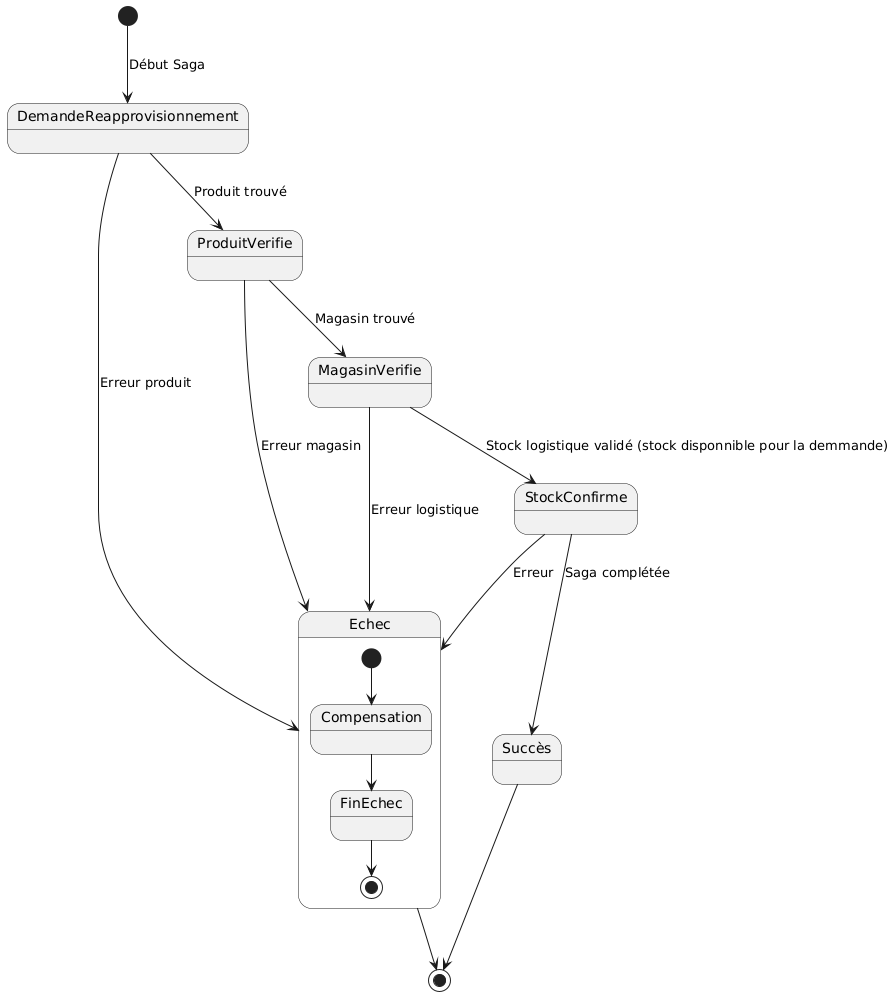 Début Saga
DemandeReapprovisionnement
Produit trouvé
ProduitVerifie
Magasin trouvé
MagasinVerifie
Erreur produit
Erreur magasin
Stock logistique validé (stock disponnible pour la demmande)
StockConfirme
Erreur logistique
Erreur
Saga complétée
Echec
Compensation
Succès
FinEchec